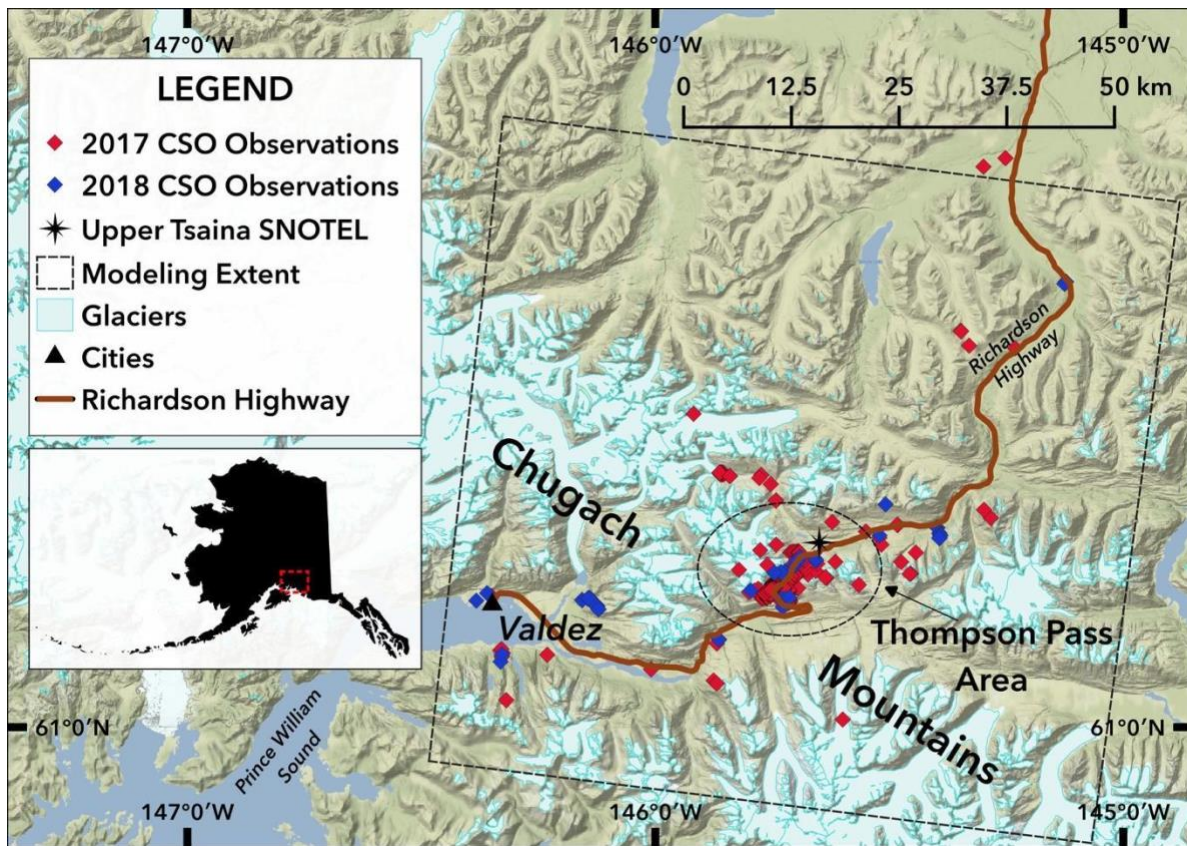 147°0′W
146°0′W
145°0′W
LEGEND
2017 CSO Observations
2018 CSO Observations
Upper Tsaina SNOTEL
Modeling Extent
Glaciers
Cities
Richardson Highway
0 12.5 25 37.5 50 km
Richardson
Highway
Chugach
Valdez
Thompson Pass
Area
Mountains
61°0′N
61°0′N
Prince William
Sound
147°0′W
146°0′W
145°0′W